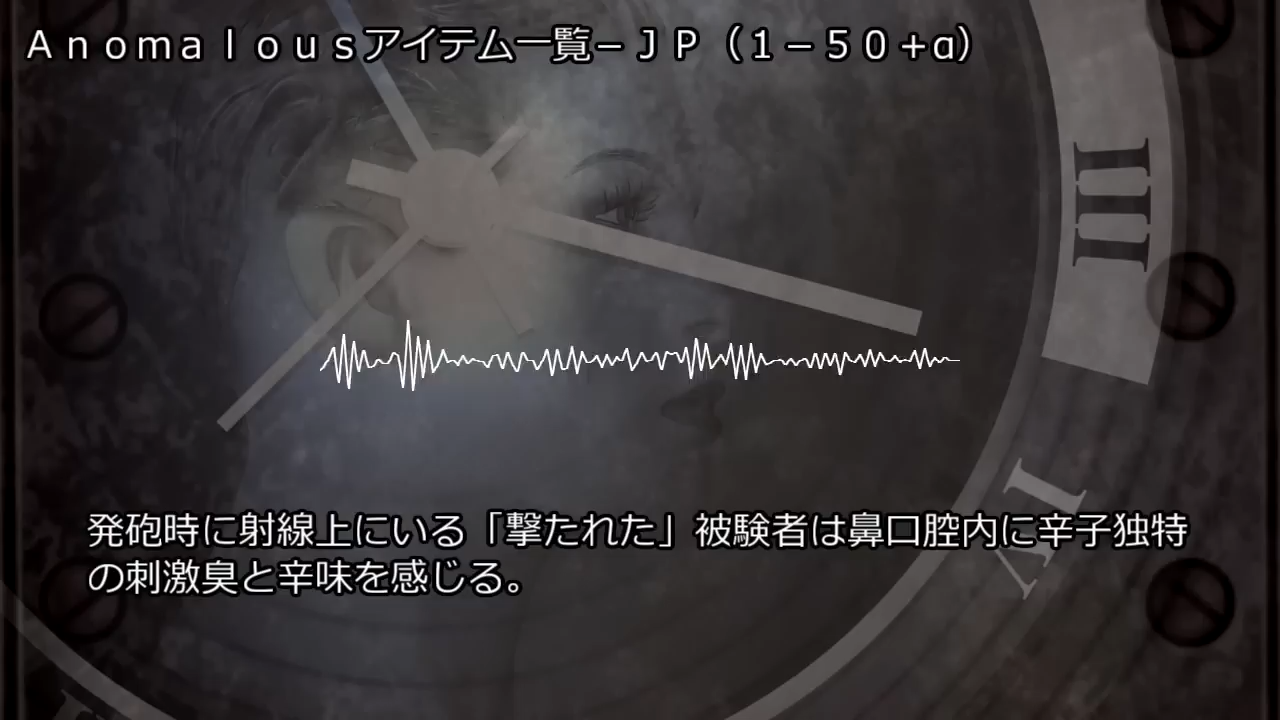 Ａｎｏｍａｌｏｕｓアイテム一覧－ＪＰ（１－５０＋α）
III
IV
発砲時に射線上にいる「撃たれた」被験者は鼻口腔内に辛子独特
の刺激臭と辛味を感じる。